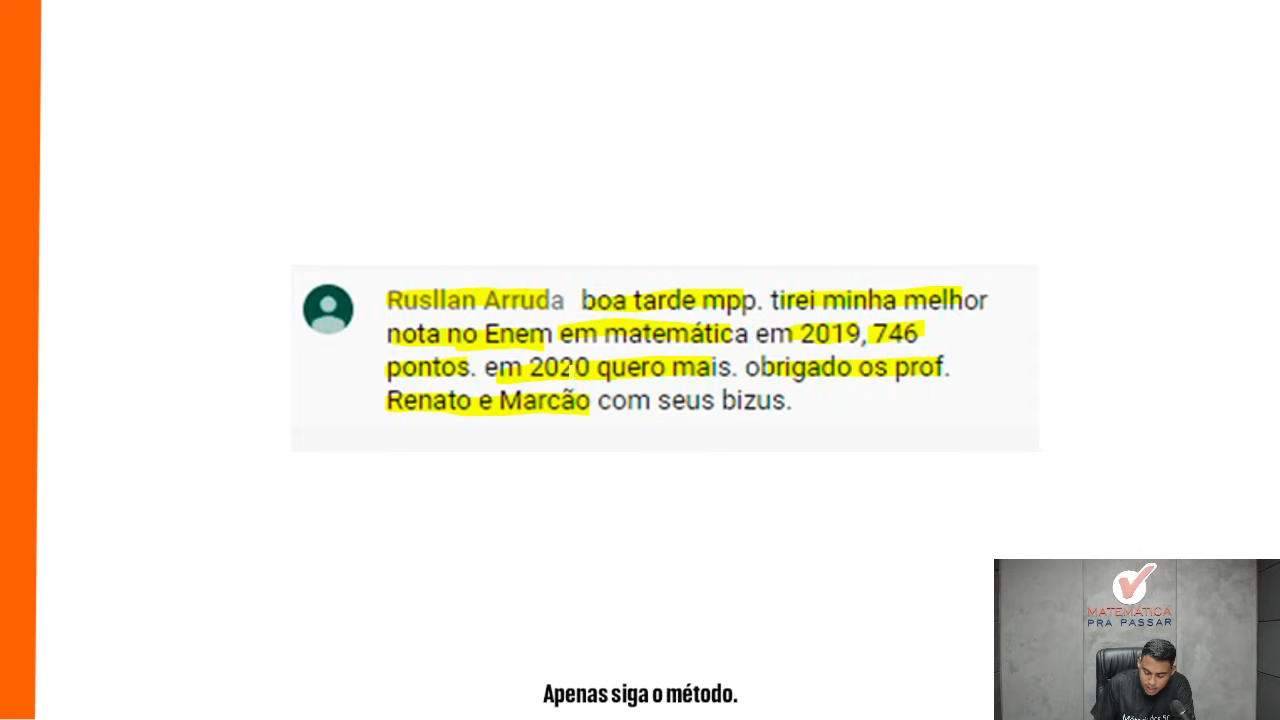 Rusllan Arruda boa tarde mpp. tirei minha melhor
nota no Enem em matemática em 2019, 746
pontos. em 2020 quero mais. obrigado os prof.
Renato e Marcão com seus bizus.
MATEMÁTICA
PRA PASSAR
Apenas siga o método.